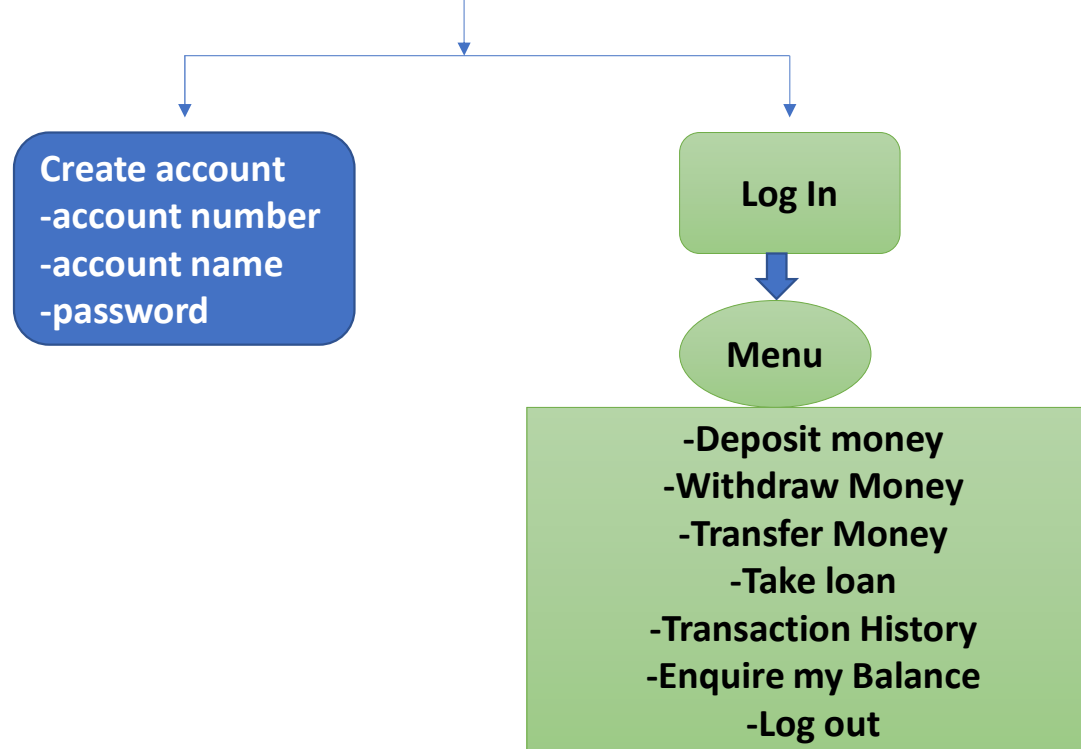 Create account
-account number
-account name
-password
Log In
Menu
-Deposit money
-Withdraw Money
-Transfer Money
-Take loan
-Transaction History
-Enquire my Balance
-Log out